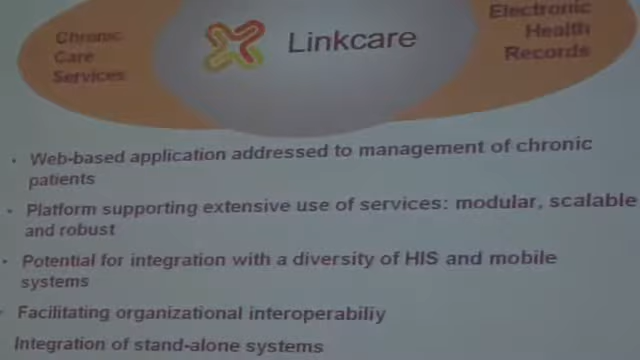 Chronic
Care
Services
Linkcare
Electronic
Health
Records
• Web-based application addressed to management of chronic
patients
• Platform supporting extensive use of services: modular, scalable
and robust
• Potential for integration with a diversity of HIS and mobile
systems
• Facilitating organizational interoperabiliy
Integration of stand-alone systems